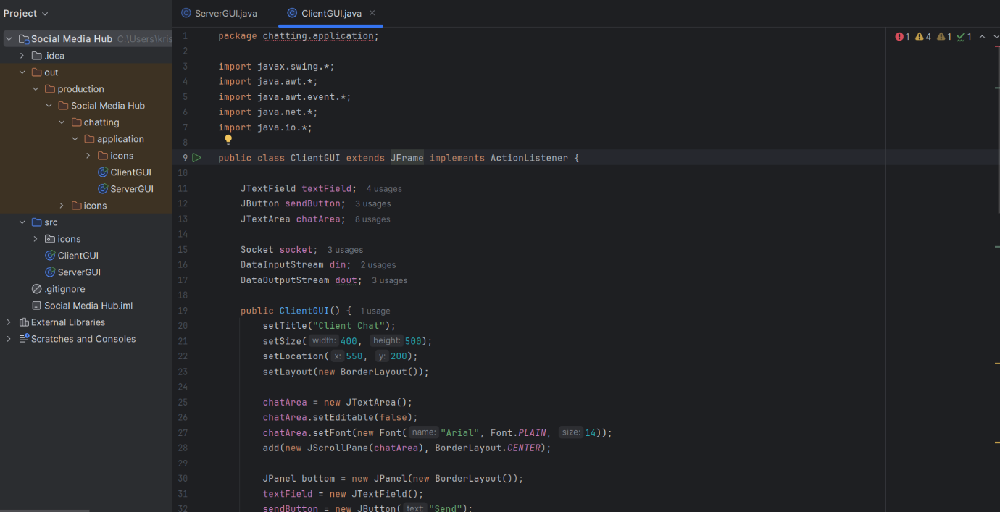 Project
ServerGUI.java
ClientGUI.java
Social Media Hub C:\Users\kris
.idea
out
production
Social Media Hub
chatting
application
icons
ClientGUI
ServerGUI
icons
src
icons
ClientGUI
ServerGUI
.gitignore
Social Media Hub.iml
External Libraries
Scratches and Consoles
1 4 1 1
1 package chatting.application;
2
3 import javax.swing.*;
4 import java.awt.*;
5 import java.awt.event.*;
6 import java.net.*;
7 import java.io.*;
8
9 public class ClientGUI extends JFrame implements ActionListener {
10
11 JTextField textField; 4 usages
12 JButton sendButton; 3 usages
13 JTextArea chatArea; 8 usages
14
15 Socket socket; 3 usages
16 DataInputStream din; 2 usages
17 DataOutputStream dout; 3 usages
18
19 public ClientGUI() { 1 usage
20 setTitle("Client Chat");
21 setSize( width: 400, height: 500);
22 setLocation( x: 550, y: 200);
23 setLayout(new BorderLayout());
24
25 chatArea = new JTextArea();
26 chatArea.setEditable(false);
27 chatArea.setFont(new Font( name: "Arial", Font.PLAIN, size: 14));
28 add(new JScrollPane(chatArea), BorderLayout.CENTER);
29
30 JPanel bottom = new JPanel(new BorderLayout());
31 textField = new JTextField();
32 sendButton = new JButton( text: "Send");